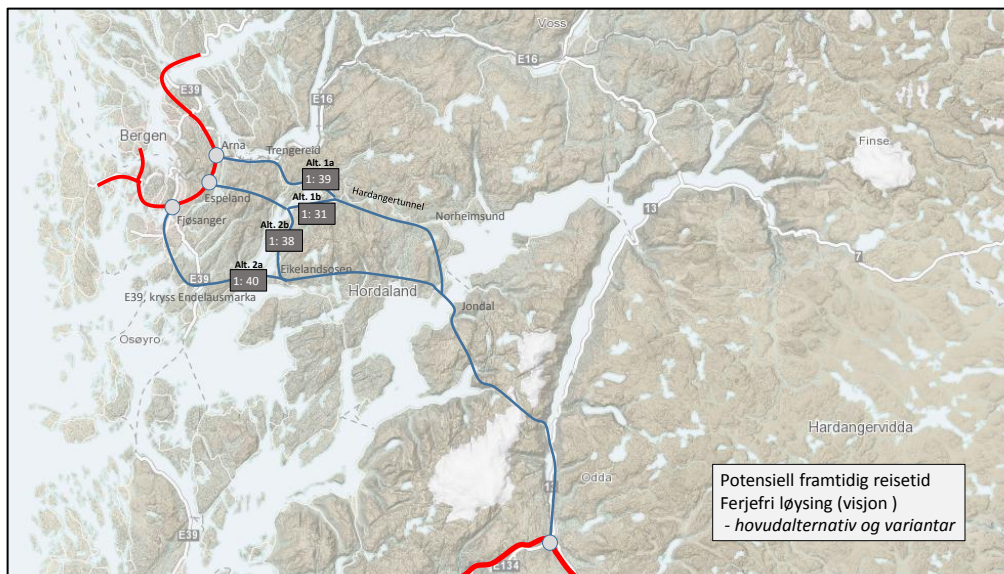 Voss
E16
E16
E39
E16
Bergen
Arna
Trengereid
Finse
Alt. 1a
1: 39
Hardangertunnel
Espeland
Alt. 1b
1: 31
13
Norheimsund
Fjøsanger
Alt. 2b
1: 38
7
Alt. 2a
Eikelandsosen
E39
1: 40
Hordaland
E39, kryss Endelausmarka
Jondal
Osøyro
Hardangervidda
Odda
13
Potensiell framtidig reisetid
Ferjefri løysing (visjon )
- hovudalternativ og variantar
E39
E134